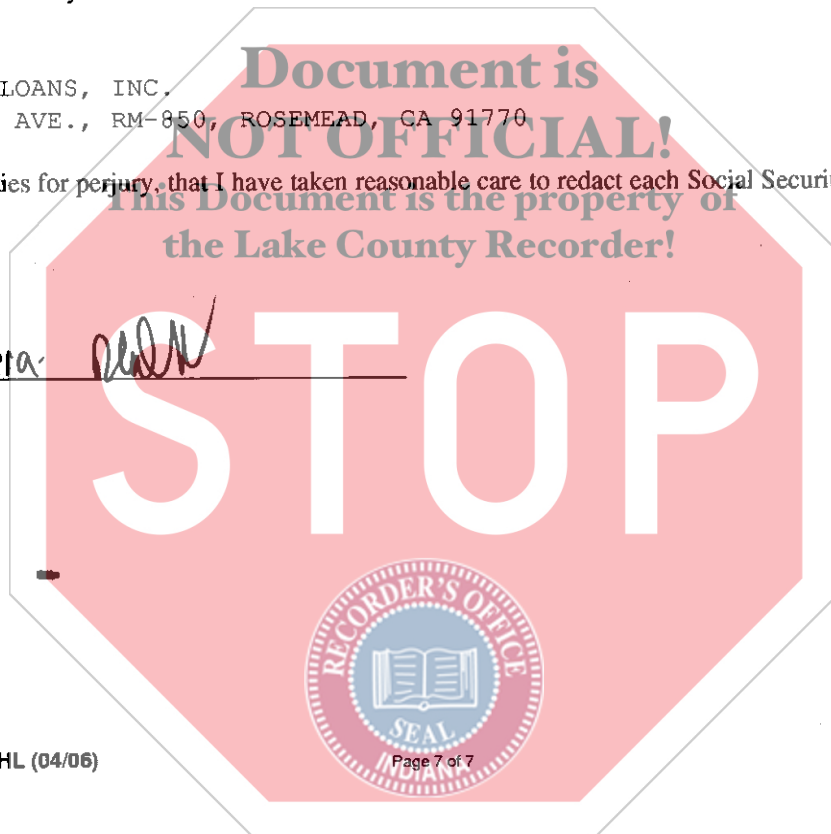 Document is
LOANS, INC.
AVE., RM-850, ROSEMEAD, CA 91770
NOT OFFICIAL!
ies for perjury, that I have taken reasonable care to redact each Social Securi
This Document is the property of
the Lake County Recorder!
STOP
RECORDER'S OFFICE
SEAL
INDIANA
HL (04/06)
Page 7 of 7